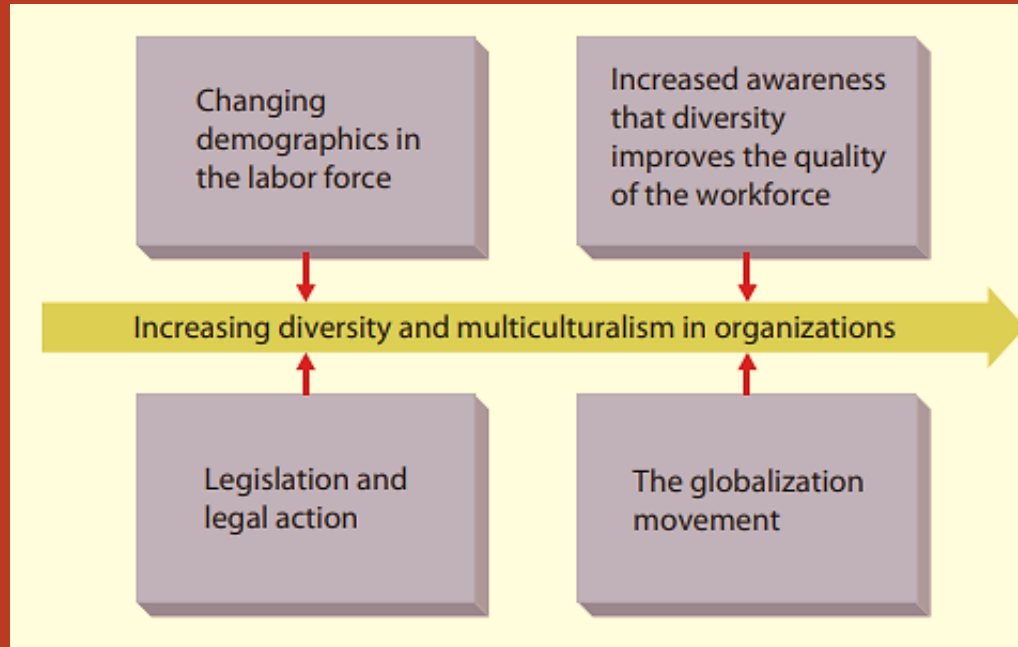 Changing
demographics in
the labor force
Increased awareness
that diversity
improves the quality
of the workforce
Increasing diversity and multiculturalism in organizations
Legislation and
legal action
The globalization
movement